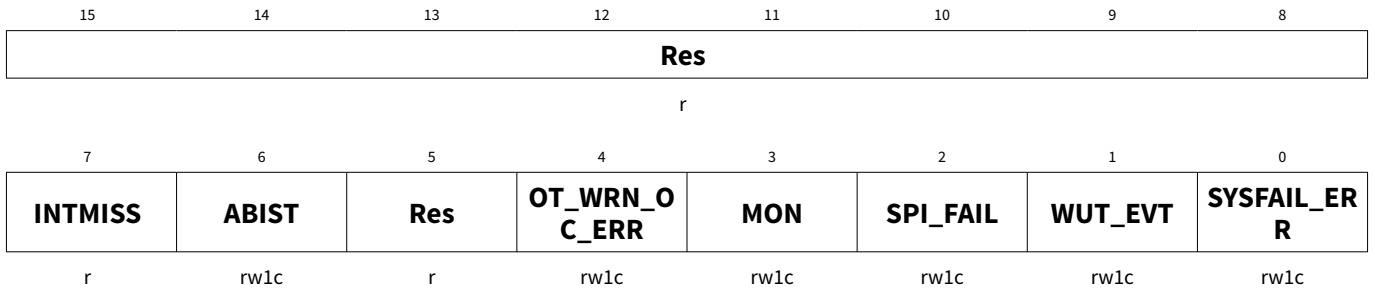 15 14 13 12 11 10 9 8
Res
r
7 6 5 4 3 2 1 0
INTMISS ABIST Res OT_WRN_O MON SPI_FAIL WUT_EVT SYSFAIL_ER
C_ERR R
r rw1c r rw1c rw1c rw1c rw1c rw1c